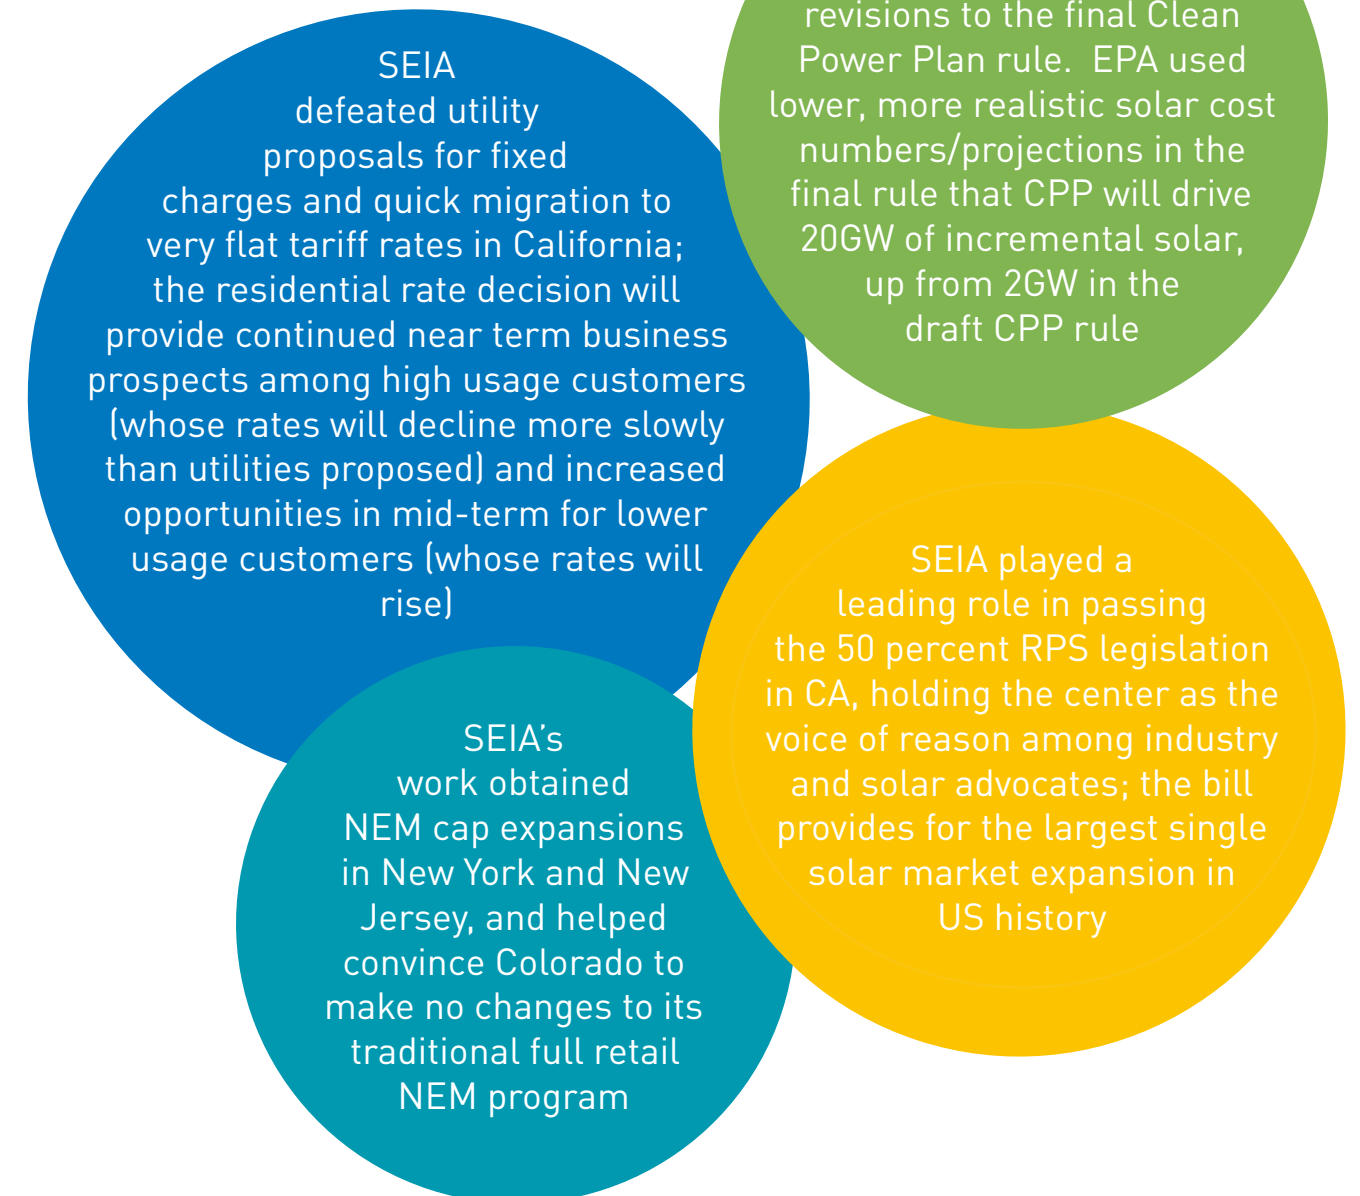 SEIA
defeated utility
proposals for fixed
charges and quick migration to
very flat tariff rates in California;
the residential rate decision will
provide continued near term business
prospects among high usage customers
(whose rates will decline more slowly
than utilities proposed) and increased
opportunities in mid-term for lower
usage customers (whose rates will
rise)
revisions to the final Clean
Power Plan rule.  EPA used
lower, more realistic solar cost
numbers/projections in the
final rule that CPP will drive
20GW of incremental solar,
up from 2GW in the
draft CPP rule
SEIA played a
leading role in passing
the 50 percent RPS legislation
in CA, holding the center as the
voice of reason among industry
and solar advocates; the bill
provides for the largest single
solar market expansion in
US history
SEIA’s
work obtained
NEM cap expansions
in New York and New
Jersey, and helped
convince Colorado to
make no changes to its
traditional full retail
NEM program